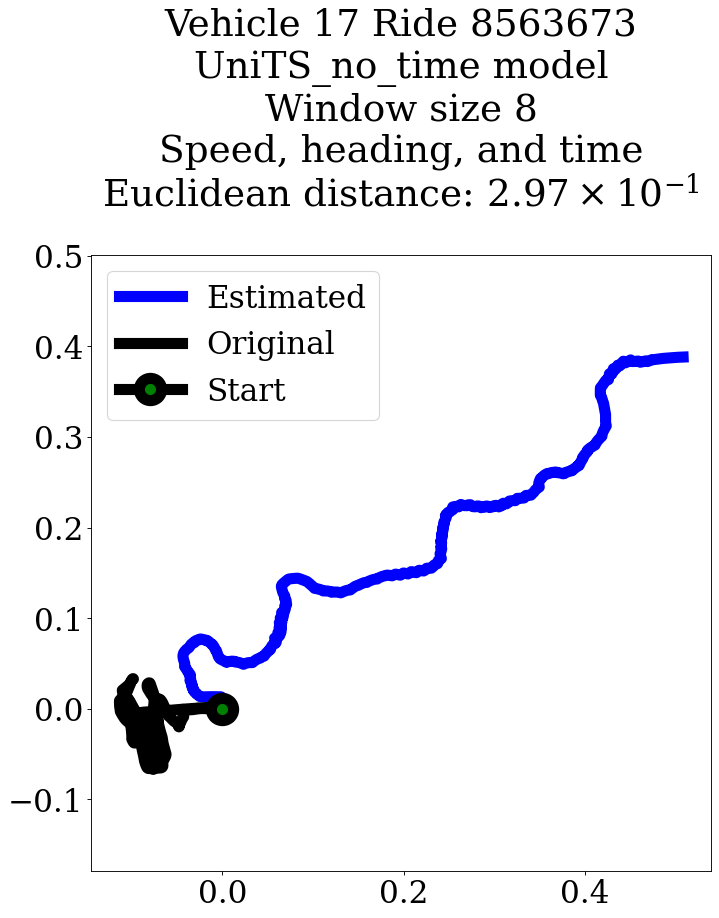 Vehicle 17 Ride 8563673
UniTS_no_time model
Window size 8
Speed, heading, and time
Euclidean distance: 2.97 × 10⁻¹
0.5
Estimated
0.4
Original
Start
0.3
0.2
0.1
0.0
−0.1
0.0 0.2 0.4